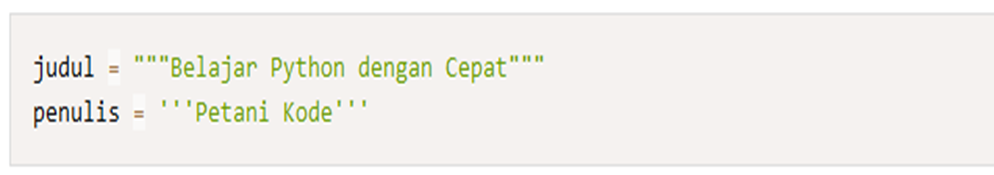 judul = """Belajar Python dengan Cepat"""
penulis = '''Petani Kode'''